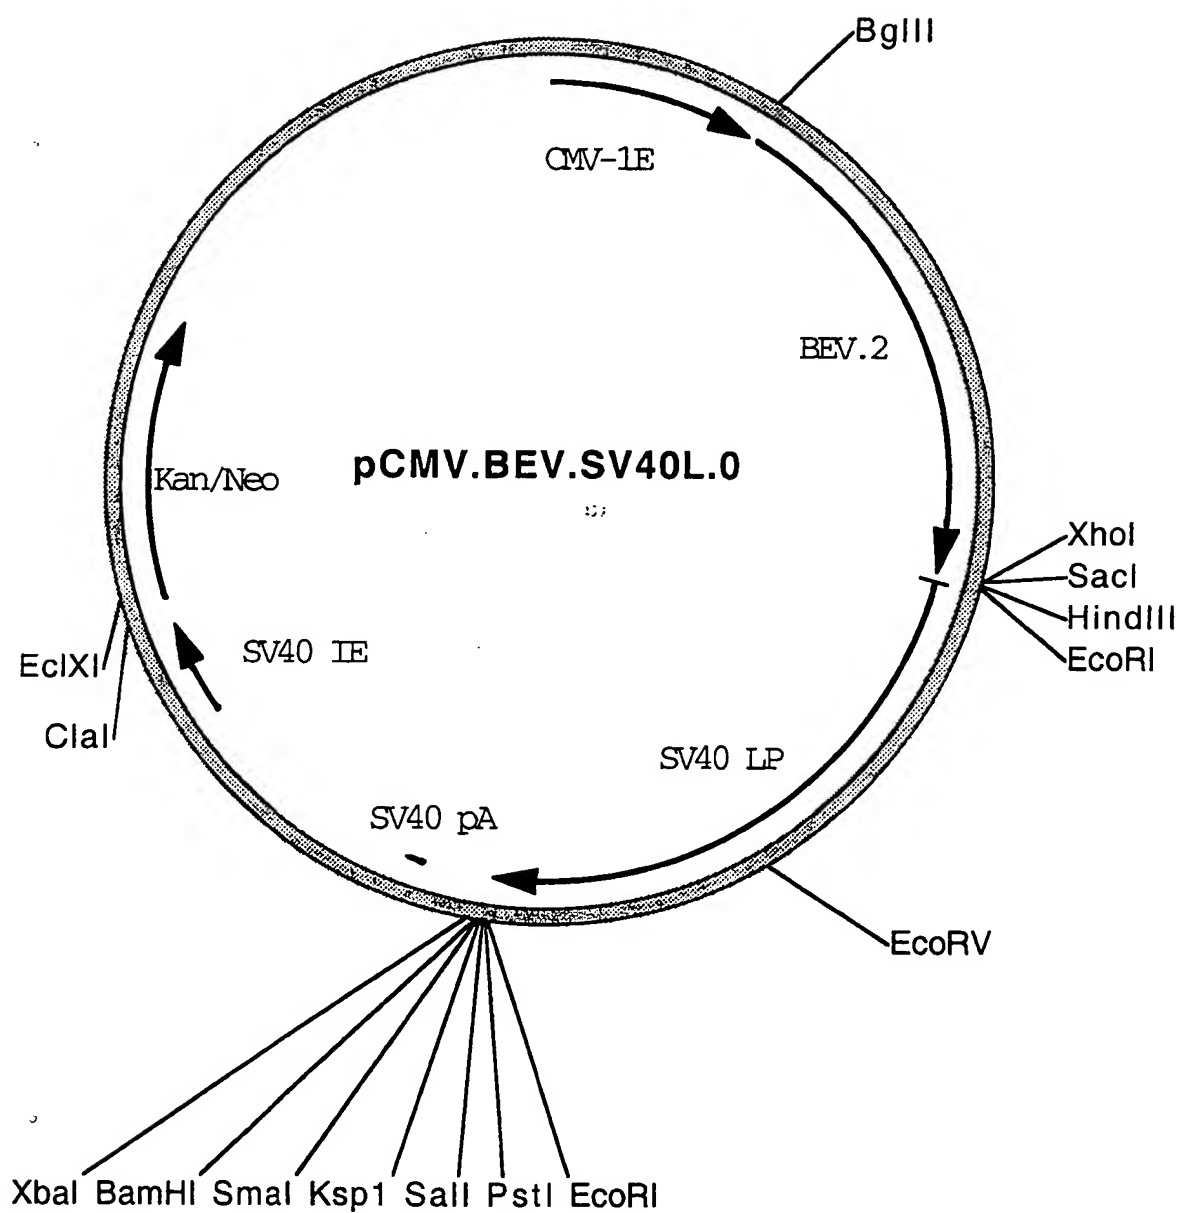 BglII
CMV-1E
BEV.2
pCMV.BEV.SV40L.0
Kan/Neo
XhoI
SacI
HindIII
EcoRI
SV40 IE
EclXI
ClaI
SV40 LP
SV40 pA
EcoRV
XbaI BamHI SmaI Ksp1 SalI PstI EcoRI